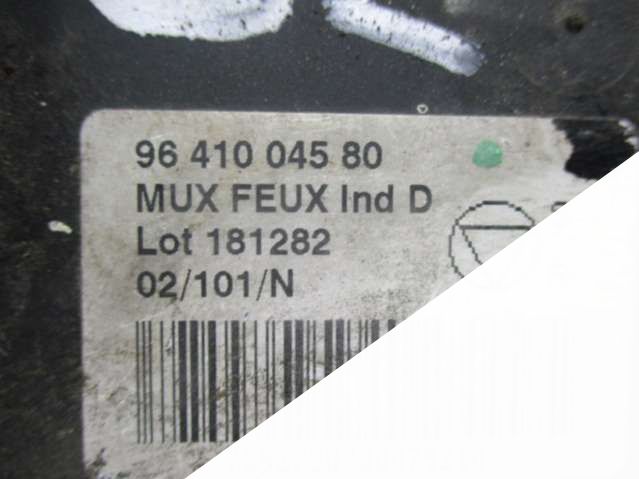 96 410 045 80
MUX FEUX Ind D
Lot 181282
02/101/N